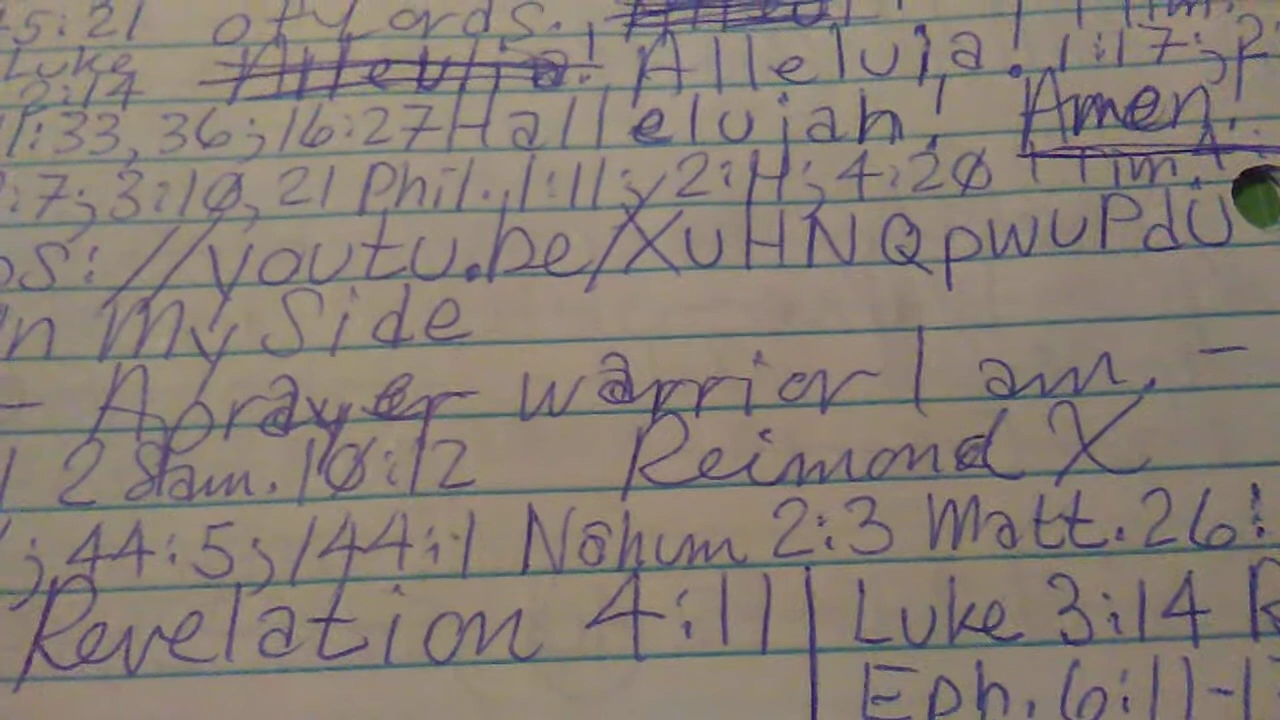 5:21 of Lords.
Luke Alleluia! Alleluia! 1:17;
2:14
1:33, 36; 16:27 Hallelujah! Amen!
:7; 3:10, 21 Phil. 1:11; 2:11; 4:20 1 Tim.
s://youtu.be/XuHNQpwUPdU
n My Side
- A prayer warrior I am. -
2 Sam. 10:12 Reimond X
; 44:5; 144:1 Nahum 2:3 Matt. 26:
Revelation 4:11 Luke 3:14
Eph. 6:11-1